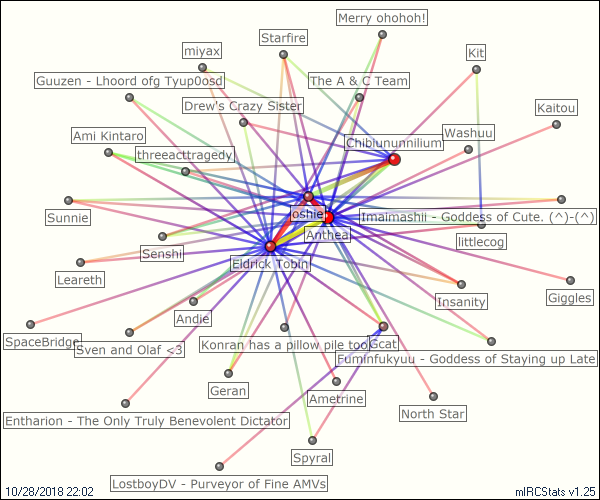 Merry ohohoh!
Starfire
miyax
Kit
Guuzen - Lhoord ofg Tyup0osd
The A & C Team
Drew's Crazy Sister
Kaitou
Ami Kintaro
Washuu
Chiblununnilium
threeacttragedy
oshie
Imaimashii - Goddess of Cute. (^)-(^)
Sunnie
Anthea
littlecog
Senshi
Eldrick Tobin
Leareth
Insanity
Giggles
Andie
SpaceBridge
Sven and Olaf <3
Konran has a pillow pile too
Gcat
Fuminfukyuu - Goddess of Staying up Late
Geran
Ametrine
North Star
Entharion - The Only Truly Benevolent Dictator
Spyral
LostboyDV - Purveyor of Fine AMVs
10/28/2018 22:02
mIRCStats v1.25